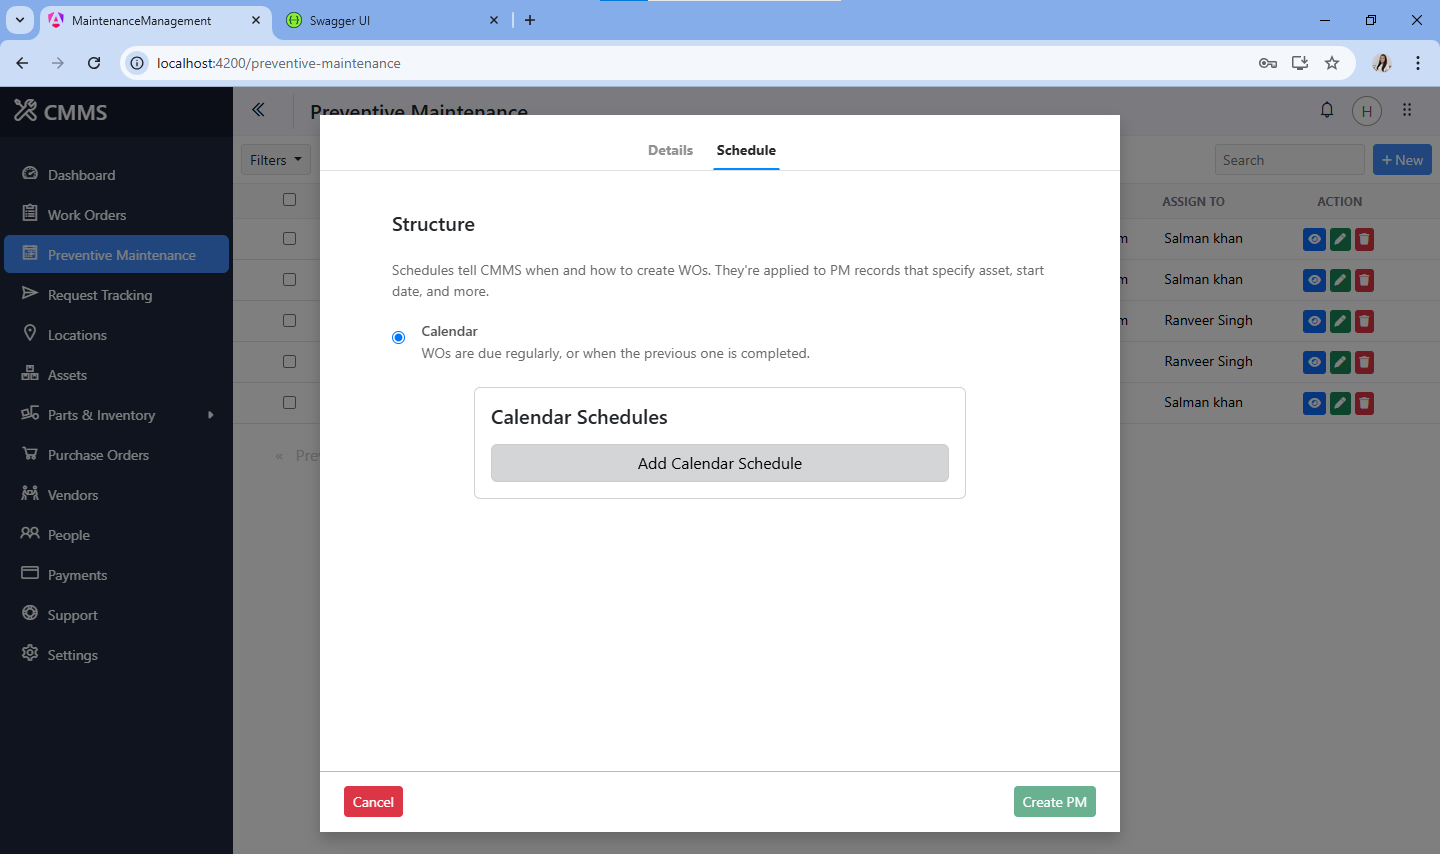 MaintenanceManagement
Swagger UI
localhost:4200/preventive-maintenance
CMMS
Preventive Maintenance
H
Dashboard
Work Orders
Preventive Maintenance
Request Tracking
Locations
Assets
Parts & Inventory
Purchase Orders
Vendors
People
Payments
Support
Settings
Filters
Search
+ New
ASSIGN TO ACTION
m Salman khan
m Salman khan
m Ranveer Singh
Ranveer Singh
Salman khan
« Pre
Details Schedule
Structure
Schedules tell CMMS when and how to create WOs. They're applied to PM records that specify asset, start
date, and more.
Calendar
WOs are due regularly, or when the previous one is completed.
Calendar Schedules
Add Calendar Schedule
Cancel Create PM